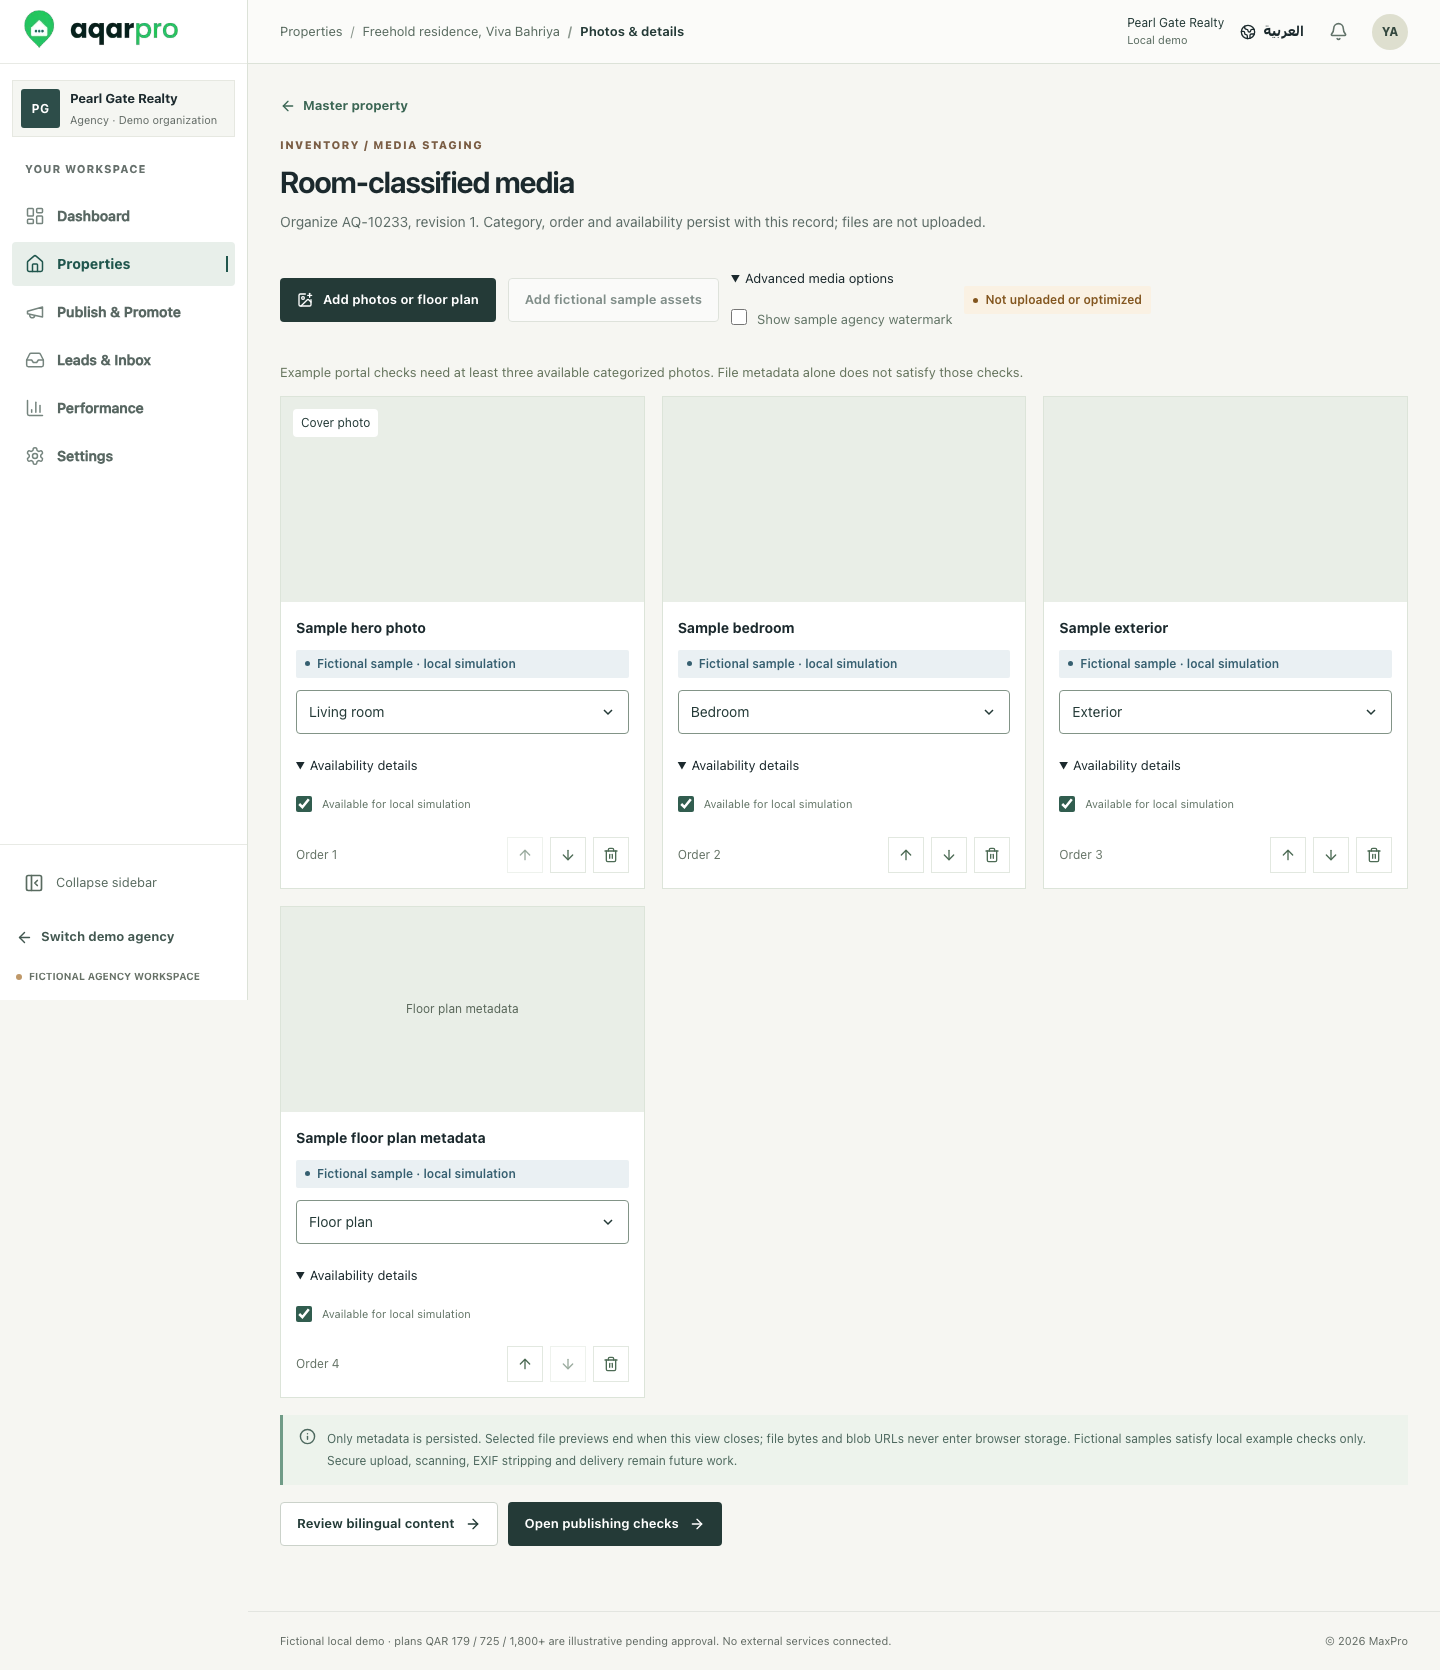 aqarpro
Properties / Freehold residence, Viva Bahriya / Photos & details
Pearl Gate Realty
Local demo
العربية
YA
PG
Pearl Gate Realty
Agency · Demo organization
YOUR WORKSPACE
Dashboard
Properties
Publish & Promote
Leads & Inbox
Performance
Settings
Collapse sidebar
Switch demo agency
FICTIONAL AGENCY WORKSPACE
Master property
INVENTORY / MEDIA STAGING
Room-classified media
Organize AQ-10233, revision 1. Category, order and availability persist with this record; files are not uploaded.
Add photos or floor plan
Add fictional sample assets
Advanced media options
Show sample agency watermark
Not uploaded or optimized
Example portal checks need at least three available categorized photos. File metadata alone does not satisfy those checks.
Cover photo
Sample hero photo
Fictional sample · local simulation
Living room
Availability details
Available for local simulation
Order 1
Sample bedroom
Fictional sample · local simulation
Bedroom
Availability details
Available for local simulation
Order 2
Sample exterior
Fictional sample · local simulation
Exterior
Availability details
Available for local simulation
Order 3
Floor plan metadata
Sample floor plan metadata
Fictional sample · local simulation
Floor plan
Availability details
Available for local simulation
Order 4
Only metadata is persisted. Selected file previews end when this view closes; file bytes and blob URLs never enter browser storage. Fictional samples satisfy local example checks only.
Secure upload, scanning, EXIF stripping and delivery remain future work.
Review bilingual content
Open publishing checks
Fictional local demo · plans QAR 179 / 725 / 1,800+ are illustrative pending approval. No external services connected.
© 2026 MaxPro